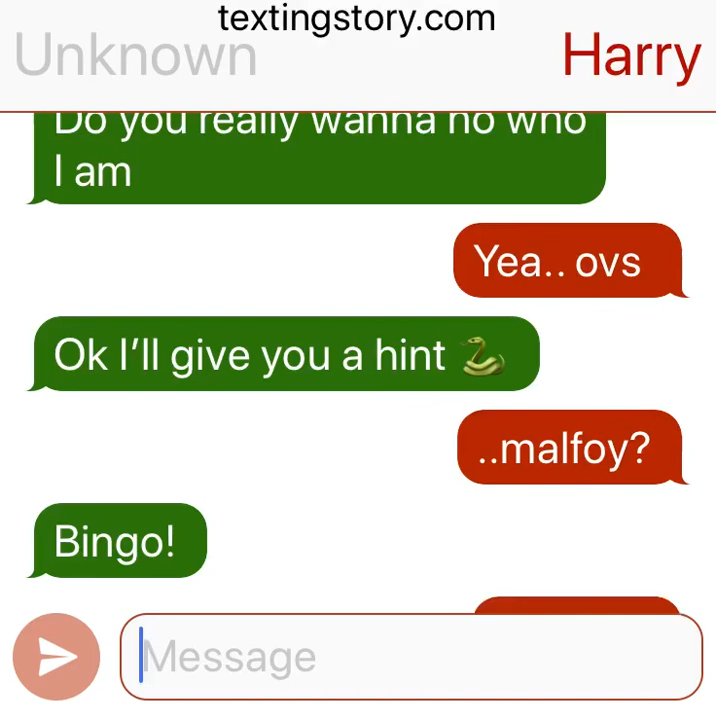 textingstory.com
Unknown
Harry
Do you really wanna no who
I am
Yea.. ovs
Ok I’ll give you a hint 🐍
..malfoy?
Bingo!
Message